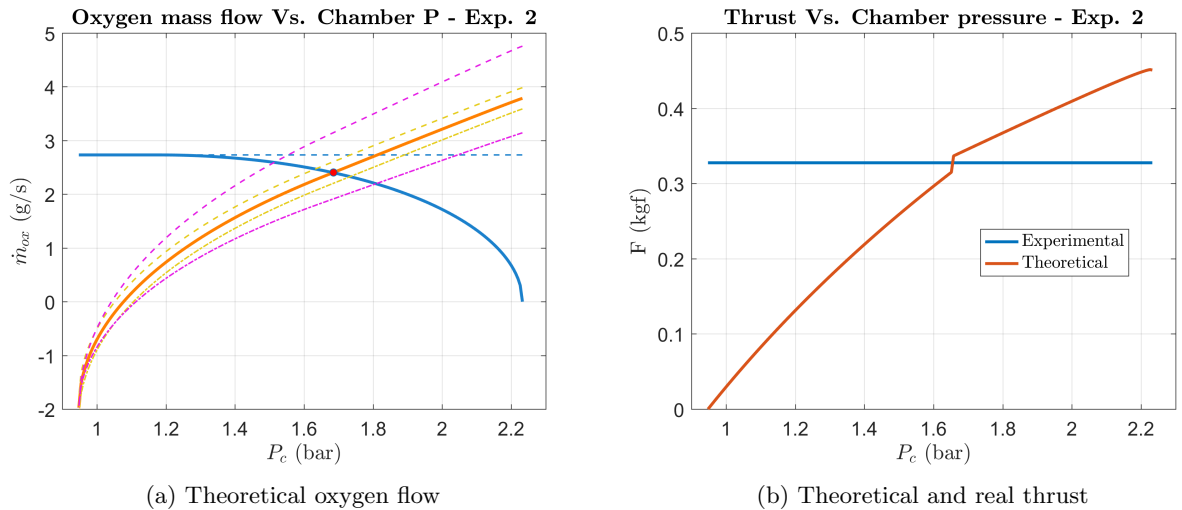 Oxygen mass flow Vs. Chamber P - Exp. 2
5
4
3
2
1
0
-1
-2
ṁ_ox (g/s)
1 1.2 1.4 1.6 1.8 2 2.2
P_c (bar)
(a) Theoretical oxygen flow
Thrust Vs. Chamber pressure - Exp. 2
0.5
0.4
0.3
0.2
0.1
0
F (kgf)
Experimental
Theoretical
1 1.2 1.4 1.6 1.8 2 2.2
P_c (bar)
(b) Theoretical and real thrust